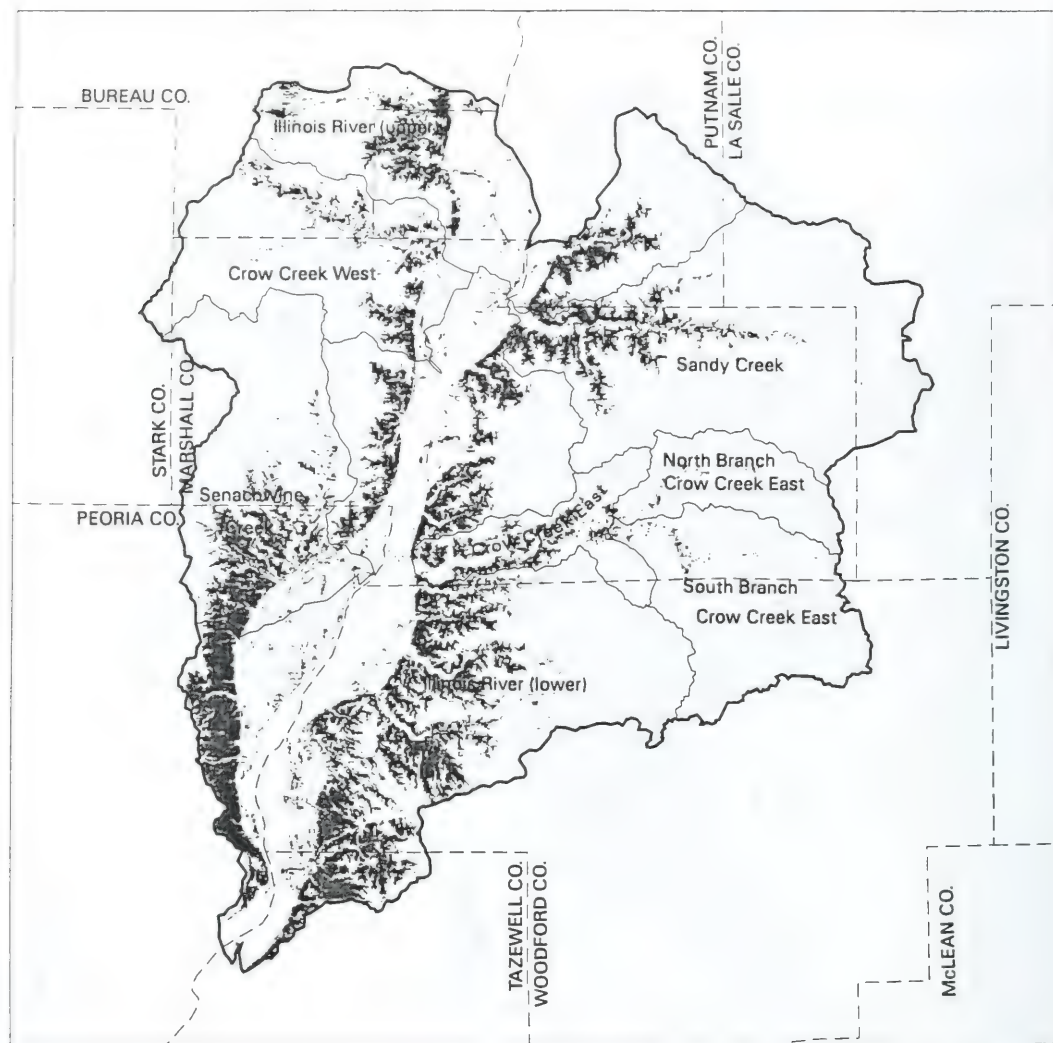 BUREAU CO.
PUTNAM CO.
LA SALLE CO.
Illinois River (upper)
Crow Creek West
Sandy Creek
STARK CO.
MARSHALL CO.
North Branch
Crow Creek East
Senachwine
Creek
PEORIA CO.
Crow Creek East
South Branch
Crow Creek East
LIVINGSTON CO.
Illinois River (lower)
TAZEWELL CO.
WOODFORD CO.
McLEAN CO.